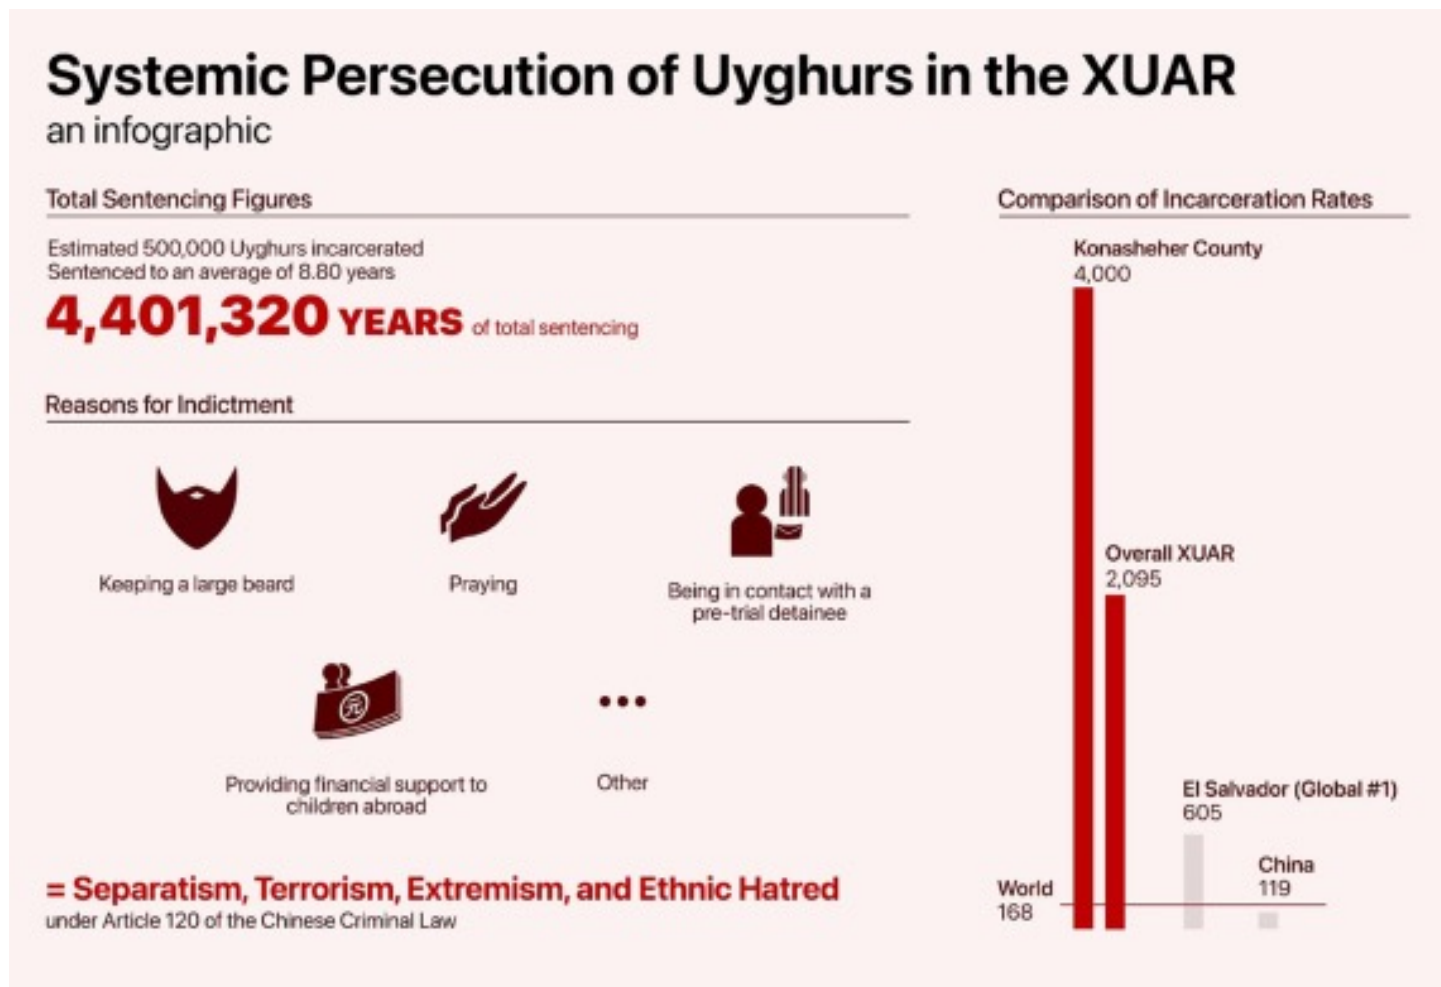 Systemic Persecution of Uyghurs in the XUAR
an infographic
Total Sentencing Figures
Estimated 500,000 Uyghurs incarcerated
Sentenced to an average of 8.80 years
4,401,320 YEARS of total sentencing
Reasons for Indictment
Keeping a large beard
Praying
Being in contact with a
pre-trial detainee
元
Providing financial support to
children abroad
Other
= Separatism, Terrorism, Extremism, and Ethnic Hatred
under Article 120 of the Chinese Criminal Law
Comparison of Incarceration Rates
Konasheher County
4,000
Overall XUAR
2,095
El Salvador (Global #1)
605
China
119
World
168